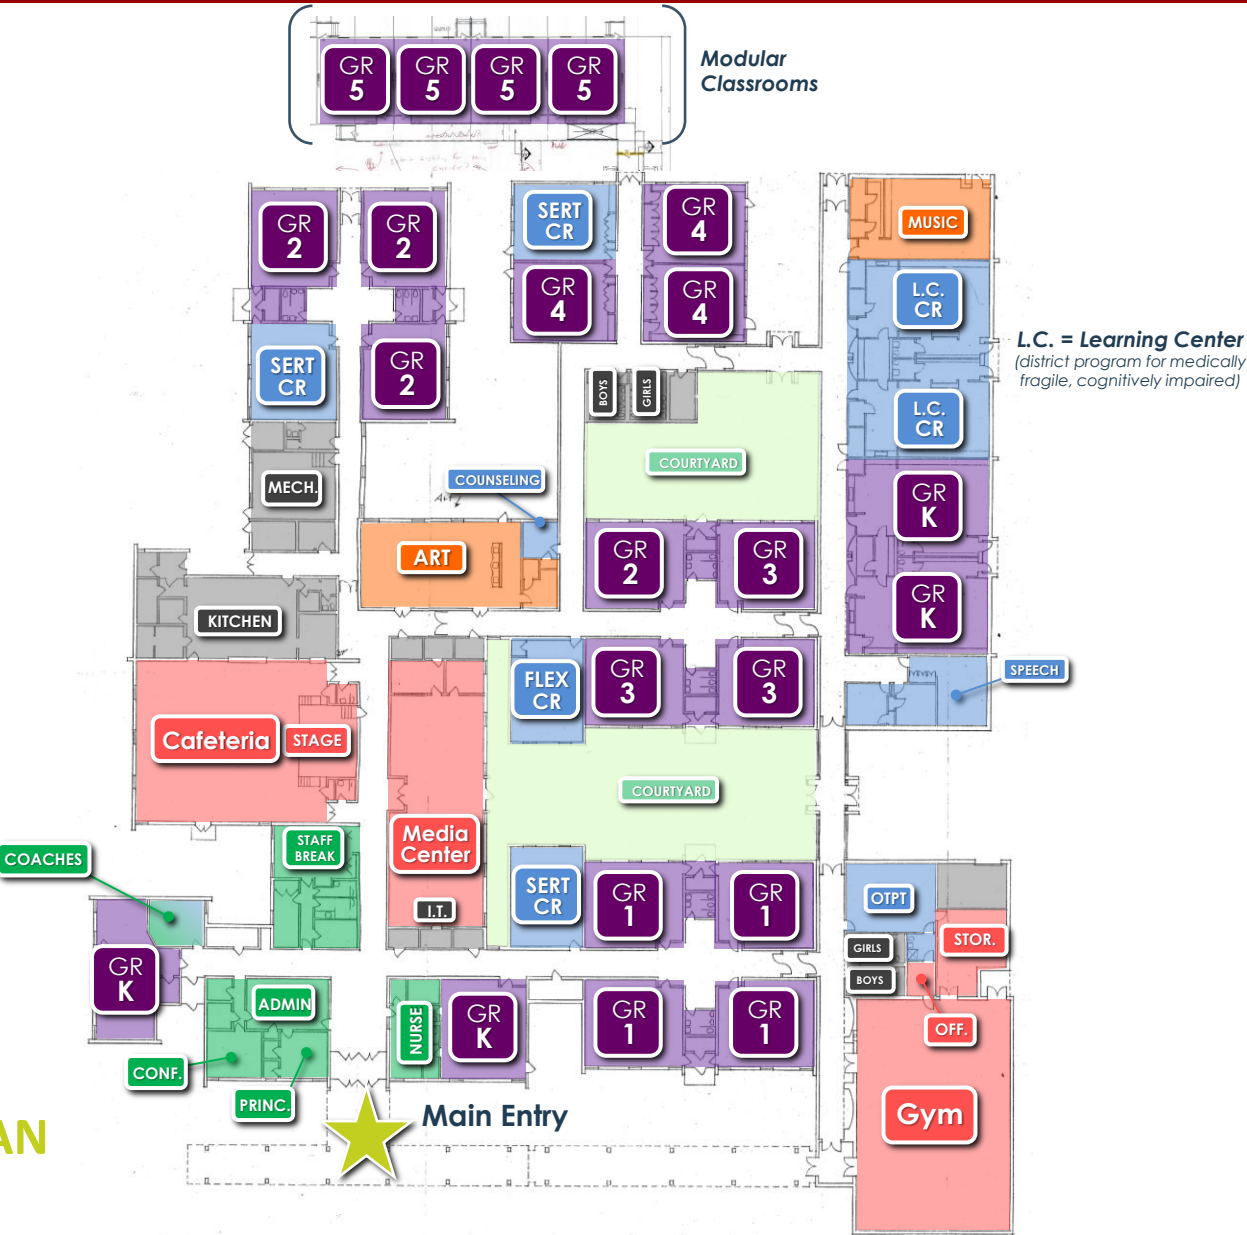 GR
5
GR
5
GR
5
GR
5
Modular
Classrooms
GR
2
GR
2
SERT
CR
GR
4
MUSIC
GR
4
GR
4
L.C.
CR
L.C. = Learning Center
(district program for medically
fragile, cognitively impaired)
SERT
CR
GR
2
BOYS
GIRLS
L.C.
CR
COURTYARD
COUNSELING
MECH.
GR
K
ART
GR
2
GR
3
GR
K
KITCHEN
FLEX
CR
GR
3
GR
3
SPEECH
Cafeteria
STAGE
COURTYARD
Media
Center
STAFF
BREAK
COACHES
SERT
CR
GR
1
GR
1
OTPT
I.T.
GIRLS
STOR.
GR
K
BOYS
ADMIN
NURSE
GR
K
GR
1
GR
1
OFF.
CONF.
PRINC.
Main Entry
Gym
AN